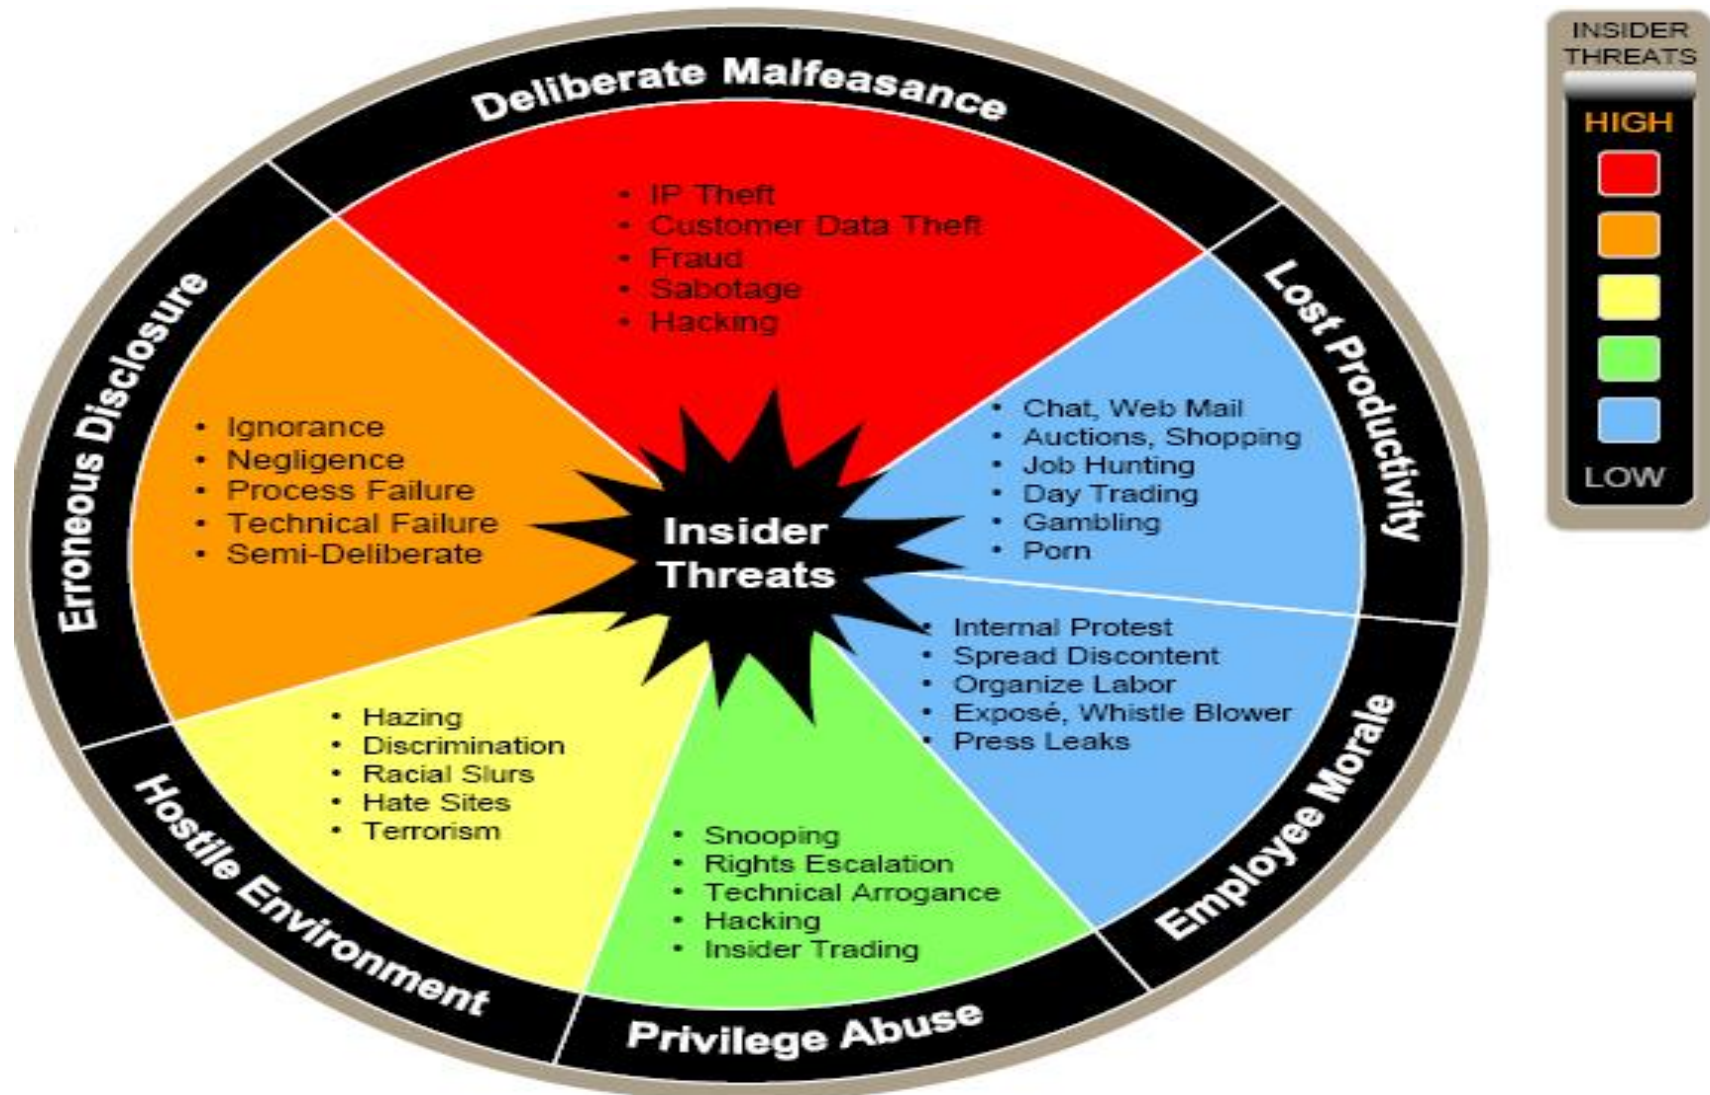 Deliberate Malfeasance
• IP Theft
• Customer Data Theft
• Fraud
• Sabotage
• Hacking
Lost Productivity
• Chat, Web Mail
• Auctions, Shopping
• Job Hunting
• Day Trading
• Gambling
• Porn
Employee Morale
• Internal Protest
• Spread Discontent
• Organize Labor
• Exposé, Whistle Blower
• Press Leaks
Privilege Abuse
• Snooping
• Rights Escalation
• Technical Arrogance
• Hacking
• Insider Trading
Hostile Environment
• Hazing
• Discrimination
• Racial Slurs
• Hate Sites
• Terrorism
Erroneous Disclosure
• Ignorance
• Negligence
• Process Failure
• Technical Failure
• Semi-Deliberate
Insider
Threats
INSIDER
THREATS
HIGH
LOW